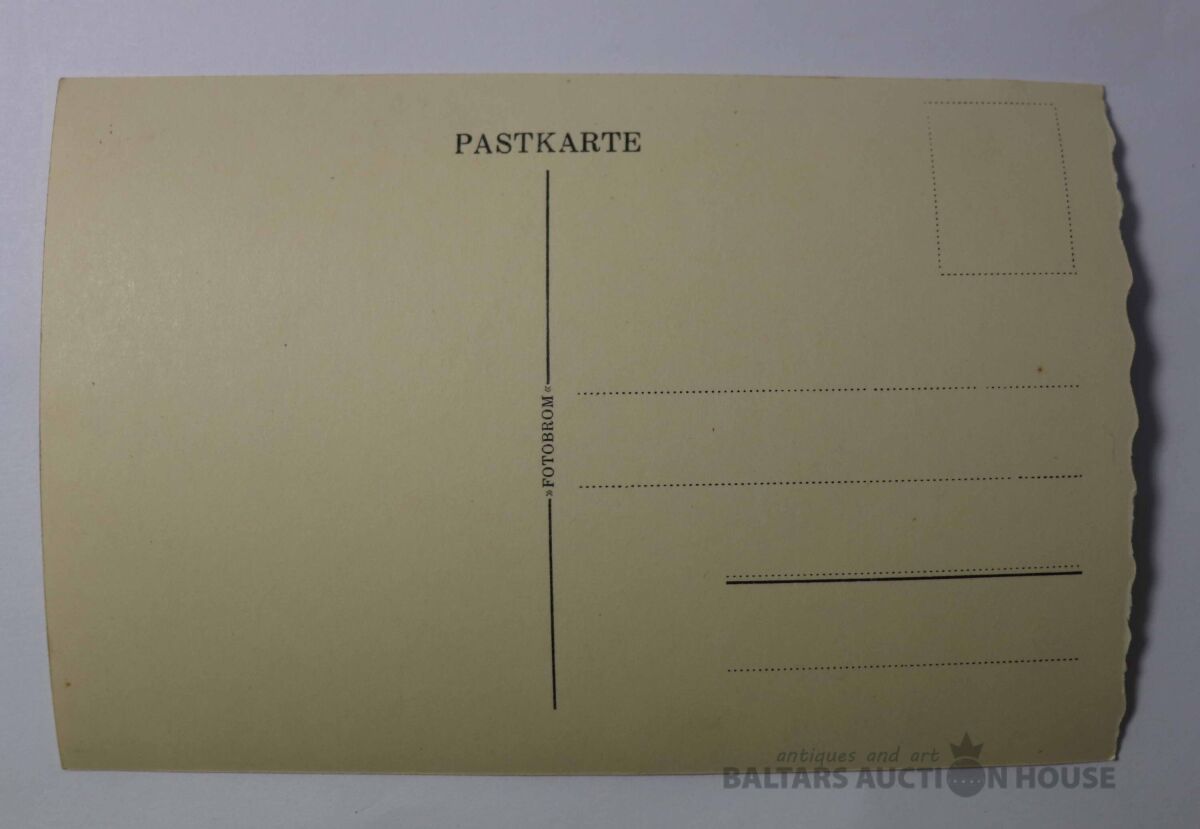 PASTKARTE
»FOTOBROM«
antiques and art
BALTARS AUCTION HOUSE